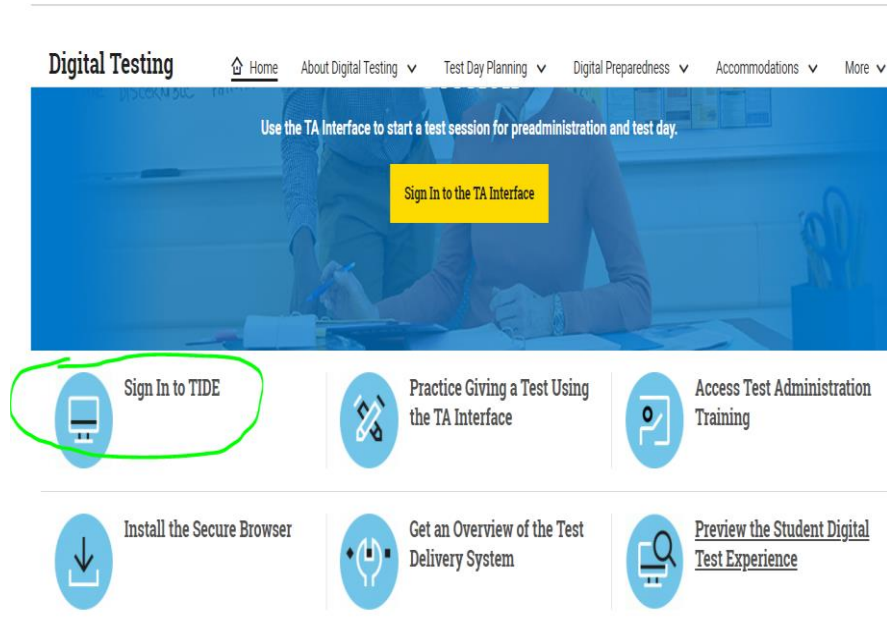 Digital Testing
Home About Digital Testing Test Day Planning Digital Preparedness Accommodations More
Use the TA Interface to start a test session for preadministration and test day.
Sign In to the TA Interface
Sign In to TIDE
Practice Giving a Test Using
the TA Interface
Access Test Administration
Training
Install the Secure Browser
Get an Overview of the Test
Delivery System
Preview the Student Digital
Test Experience